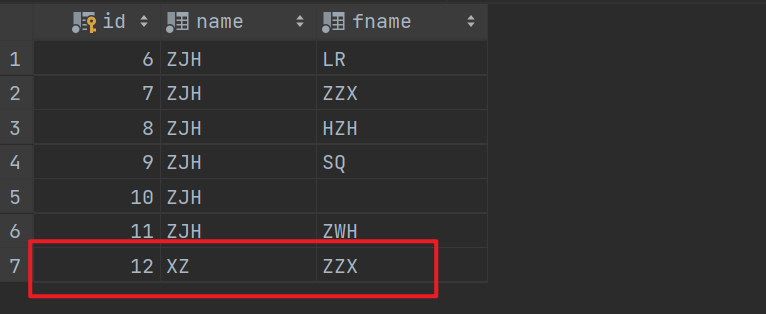 id name fname
1 6 ZJH LR
2 7 ZJH ZZX
3 8 ZJH HZH
4 9 ZJH SQ
5 10 ZJH
6 11 ZJH ZWH
7 12 XZ ZZX